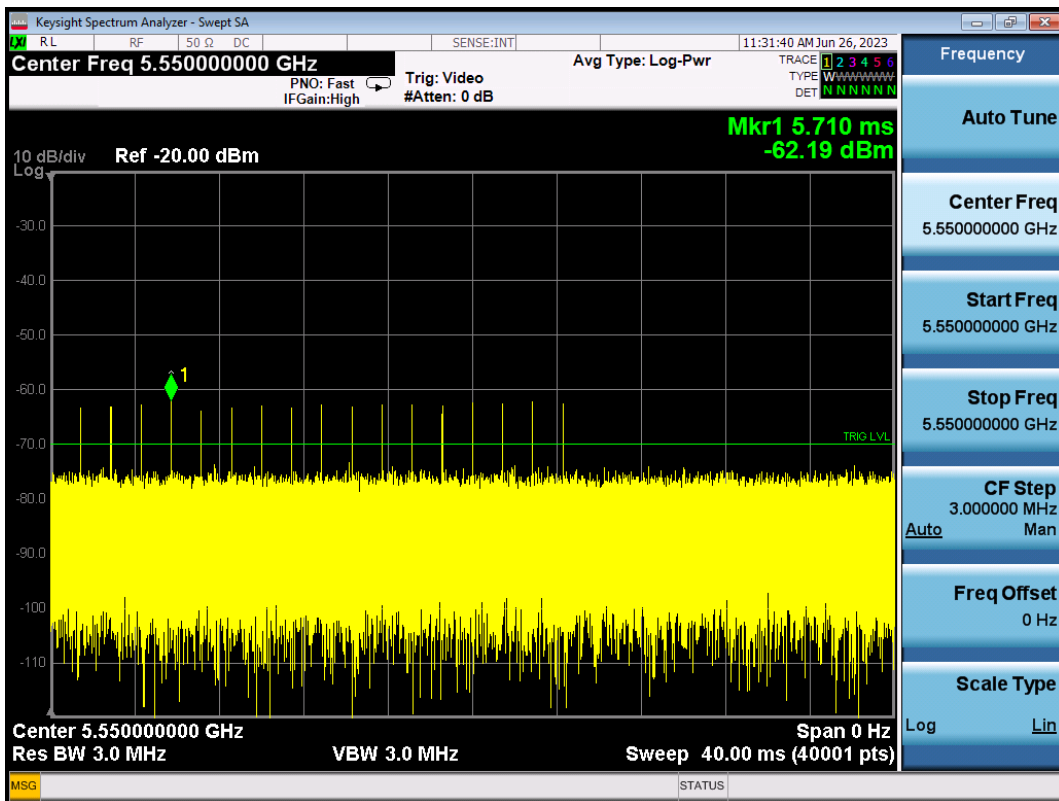 Keysight Spectrum Analyzer - Swept SA
LXI RL RF 50 Ω DC SENSE:INT 11:31:40 AM Jun 26, 2023
Center Freq 5.550000000 GHz
PNO: Fast
IFGain:High
Trig: Video
#Atten: 0 dB
Avg Type: Log-Pwr
TRACE 1 2 3 4 5 6
TYPE WWWWWW
DET N N N N N N
Mkr1 5.710 ms
-62.19 dBm
10 dB/div Ref -20.00 dBm
Log
-30.0
-40.0
-50.0
1
-60.0
TRIG LVL
-70.0
-80.0
-90.0
-100
-110
Center 5.550000000 GHz Span 0 Hz
Res BW 3.0 MHz VBW 3.0 MHz Sweep 40.00 ms (40001 pts)
MSG STATUS
Frequency
Auto Tune
Center Freq
5.550000000 GHz
Start Freq
5.550000000 GHz
Stop Freq
5.550000000 GHz
CF Step
3.000000 MHz
Auto Man
Freq Offset
0 Hz
Scale Type
Log Lin